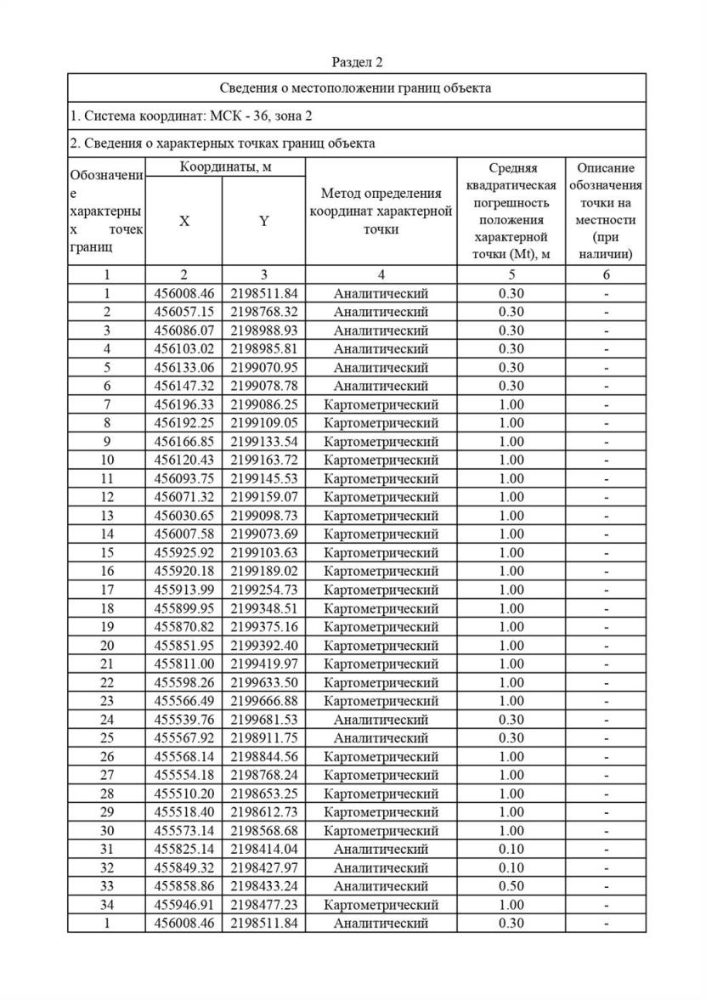 Раздел 2
Сведения о местоположении границ объекта
1. Система координат: МСК - 36, зона 2
2. Сведения о характерных точках границ объекта
Обозначени
е
характерны
х точек
границ
Координаты, м
X Y
Метод определения
координат характерной
точки
Средняя
квадратическая
погрешность
положения
характерной
точки (Mt), м
Описание
обозначения
точки на
местности
(при
наличии)
1 2 3 4 5 6
1 456008.46 2198511.84 Аналитический 0.30 -
2 456057.15 2198768.32 Аналитический 0.30 -
3 456086.07 2198988.93 Аналитический 0.30 -
4 456103.02 2198985.81 Аналитический 0.30 -
5 456133.06 2199070.95 Аналитический 0.30 -
6 456147.32 2199078.78 Аналитический 0.30 -
7 456196.33 2199086.25 Картометрический 1.00 -
8 456192.25 2199109.05 Картометрический 1.00 -
9 456166.85 2199133.54 Картометрический 1.00 -
10 456120.43 2199163.72 Картометрический 1.00 -
11 456093.75 2199145.53 Картометрический 1.00 -
12 456071.32 2199159.07 Картометрический 1.00 -
13 456030.65 2199098.73 Картометрический 1.00 -
14 456007.58 2199073.69 Картометрический 1.00 -
15 455925.92 2199103.63 Картометрический 1.00 -
16 455920.18 2199189.02 Картометрический 1.00 -
17 455913.99 2199254.73 Картометрический 1.00 -
18 455899.95 2199348.51 Картометрический 1.00 -
19 455870.82 2199375.16 Картометрический 1.00 -
20 455851.95 2199392.40 Картометрический 1.00 -
21 455811.00 2199419.97 Картометрический 1.00 -
22 455598.26 2199633.50 Картометрический 1.00 -
23 455566.49 2199666.88 Картометрический 1.00 -
24 455539.76 2199681.53 Аналитический 0.30 -
25 455567.92 2198911.75 Аналитический 0.30 -
26 455568.14 2198844.56 Картометрический 1.00 -
27 455554.18 2198768.24 Картометрический 1.00 -
28 455510.20 2198653.25 Картометрический 1.00 -
29 455518.40 2198612.73 Картометрический 1.00 -
30 455573.14 2198568.68 Картометрический 1.00 -
31 455825.14 2198414.04 Аналитический 0.10 -
32 455849.32 2198427.97 Аналитический 0.10 -
33 455858.86 2198433.24 Аналитический 0.50 -
34 455946.91 2198477.23 Картометрический 1.00 -
1 456008.46 2198511.84 Аналитический 0.30 -